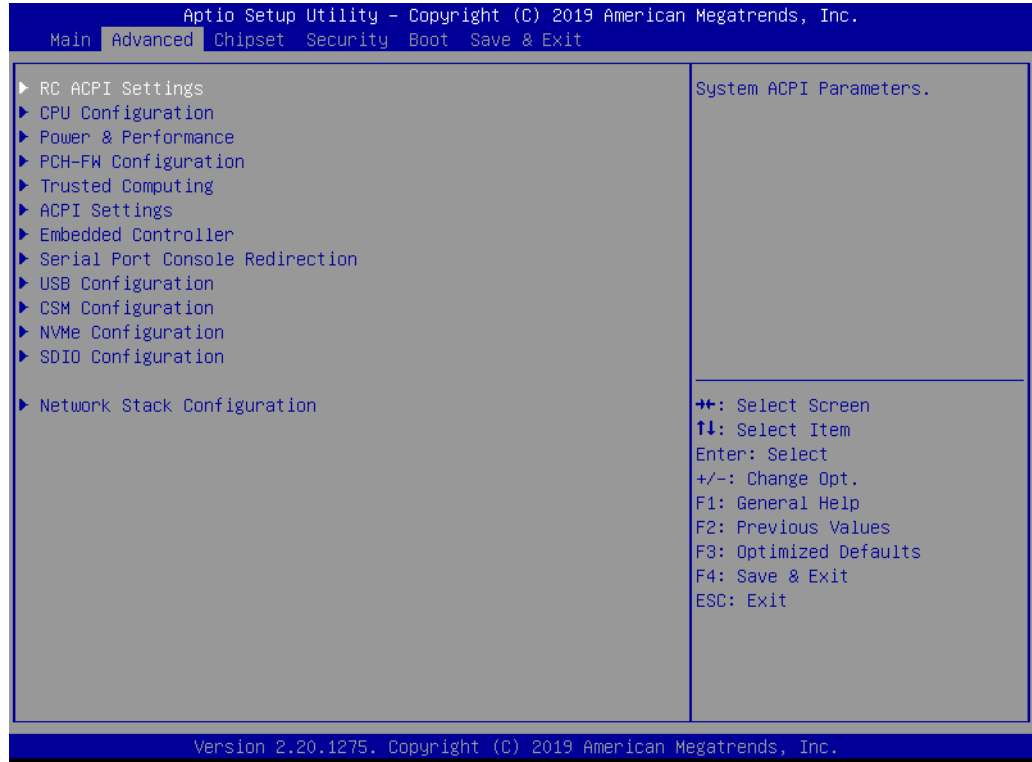 Aptio Setup Utility – Copyright (C) 2019 American Megatrends, Inc.
Main Advanced Chipset Security Boot Save & Exit
▶ RC ACPI Settings
▶ CPU Configuration
▶ Power & Performance
▶ PCH-FW Configuration
▶ Trusted Computing
▶ ACPI Settings
▶ Embedded Controller
▶ Serial Port Console Redirection
▶ USB Configuration
▶ CSM Configuration
▶ NVMe Configuration
▶ SDIO Configuration
▶ Network Stack Configuration
System ACPI Parameters.
→←: Select Screen
↑↓: Select Item
Enter: Select
+/-: Change Opt.
F1: General Help
F2: Previous Values
F3: Optimized Defaults
F4: Save & Exit
ESC: Exit
Version 2.20.1275. Copyright (C) 2019 American Megatrends, Inc.